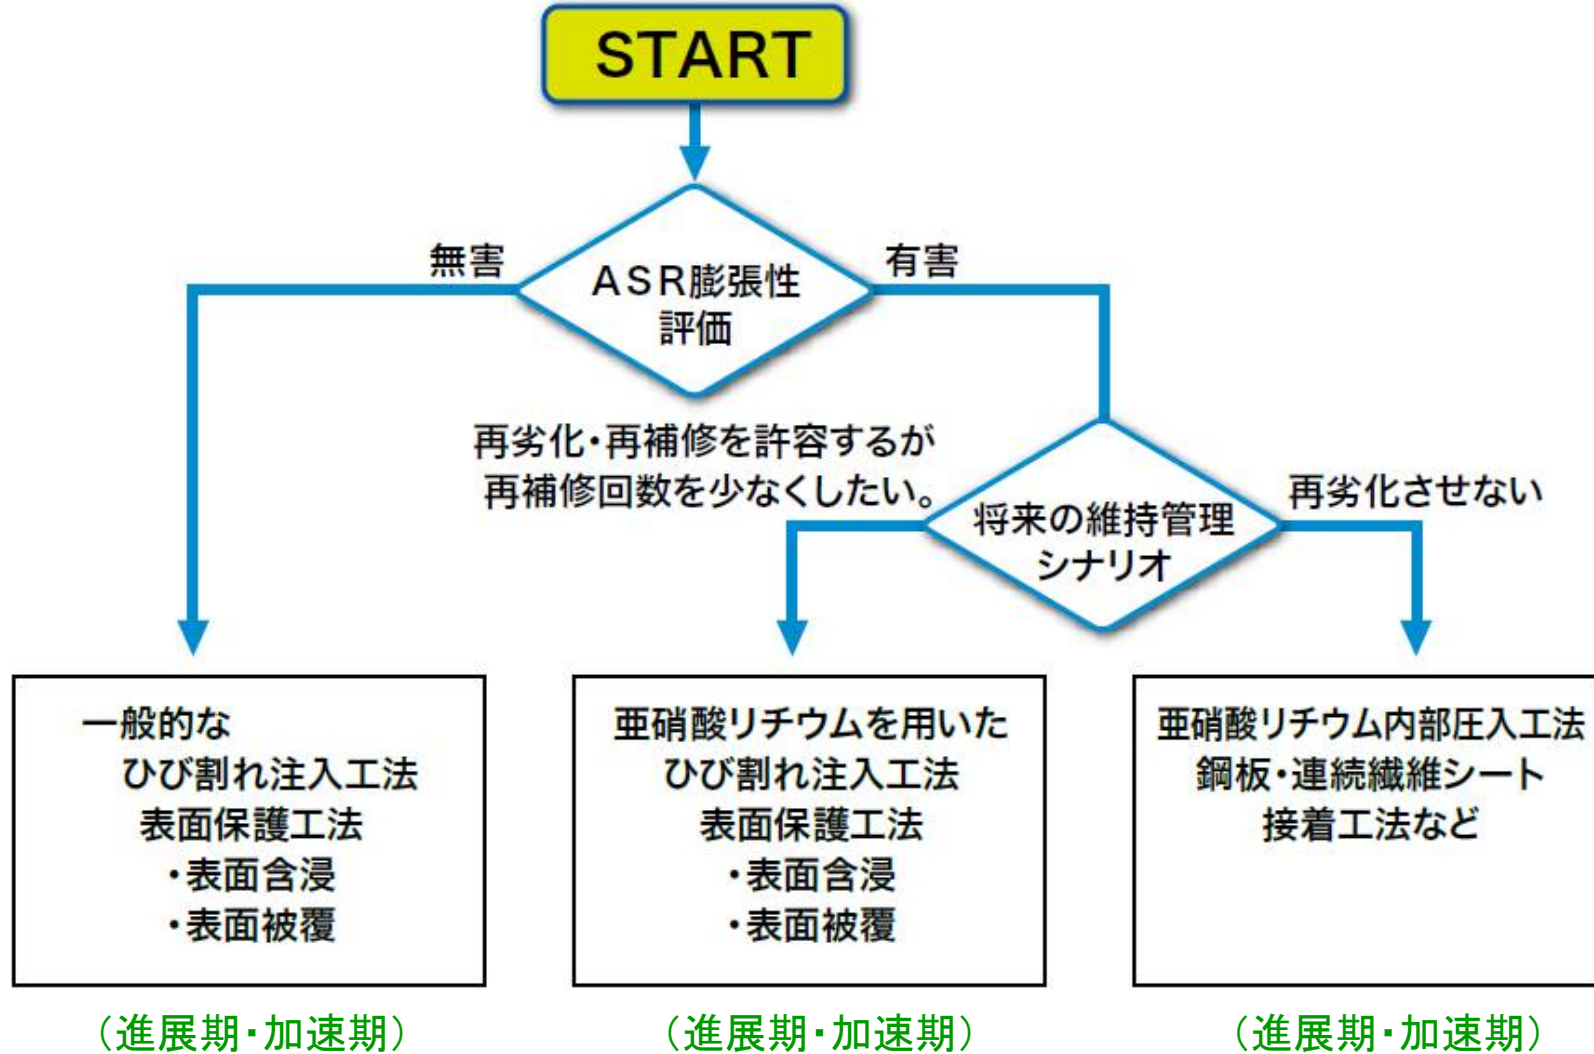 START
無害
有害
ASR膨張性
評価
再劣化・再補修を許容するが
再補修回数を少なくしたい。
再劣化させない
将来の維持管理
シナリオ
一般的な
ひび割れ注入工法
表面保護工法
・表面含浸
・表面被覆
(進展期・加速期)
亜硝酸リチウムを用いた
ひび割れ注入工法
表面保護工法
・表面含浸
・表面被覆
(進展期・加速期)
亜硝酸リチウム内部圧入工法
鋼板・連続繊維シート
接着工法など
(進展期・加速期)